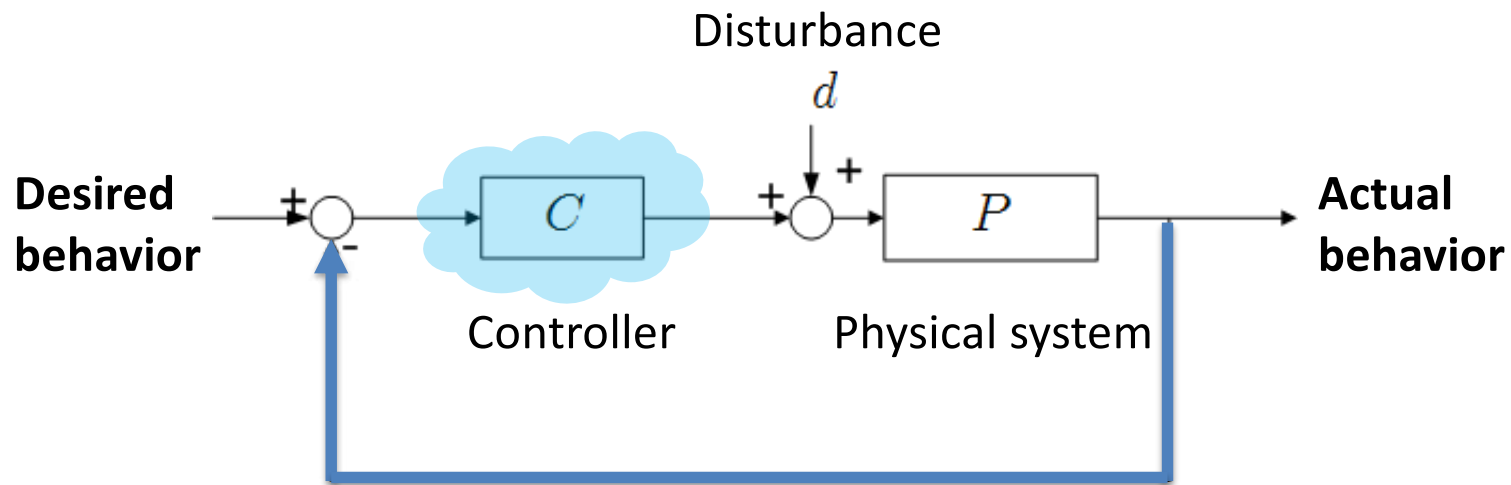 Disturbance
d
Desired
behavior
+
-
C
+
+
P
Actual
behavior
Controller
Physical system